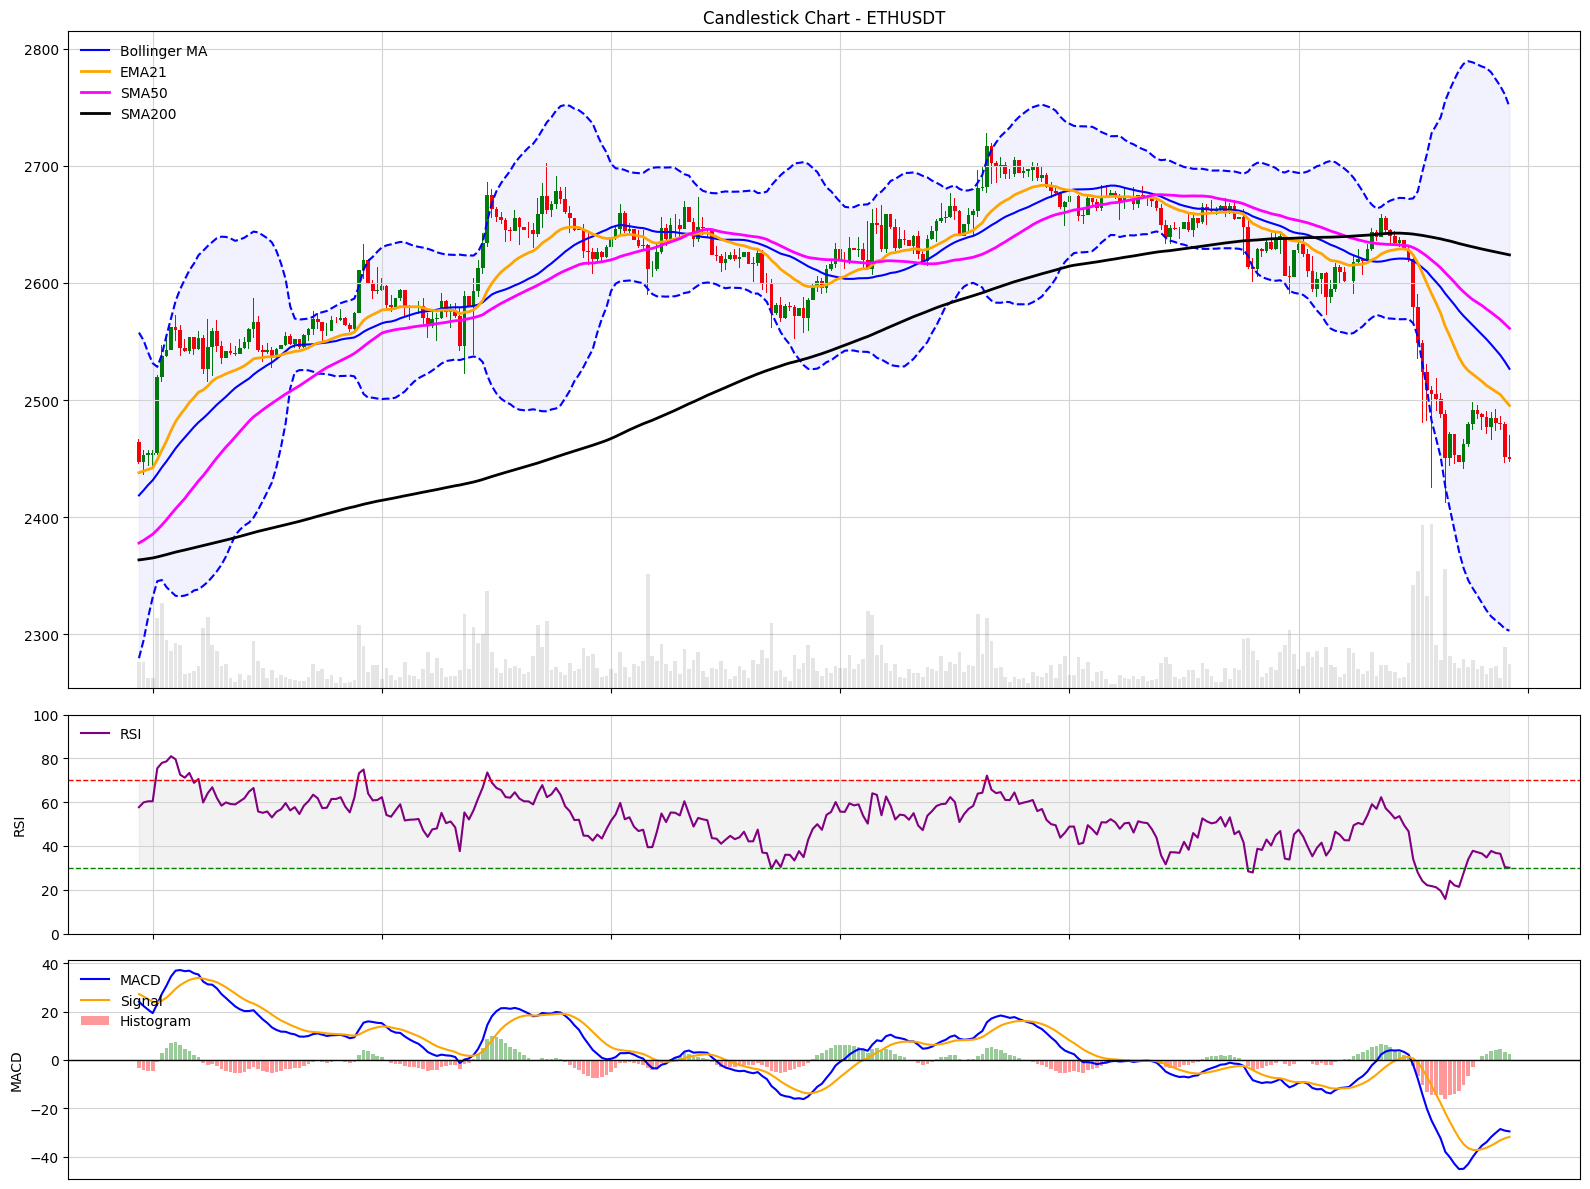 Candlestick Chart - ETHUSDT
2800
2700
2600
2500
2400
2300
Bollinger MA
EMA21
SMA50
SMA200
100
80
60
40
20
0
RSI
RSI
40
20
0
−20
−40
MACD
MACD
Signal
Histogram